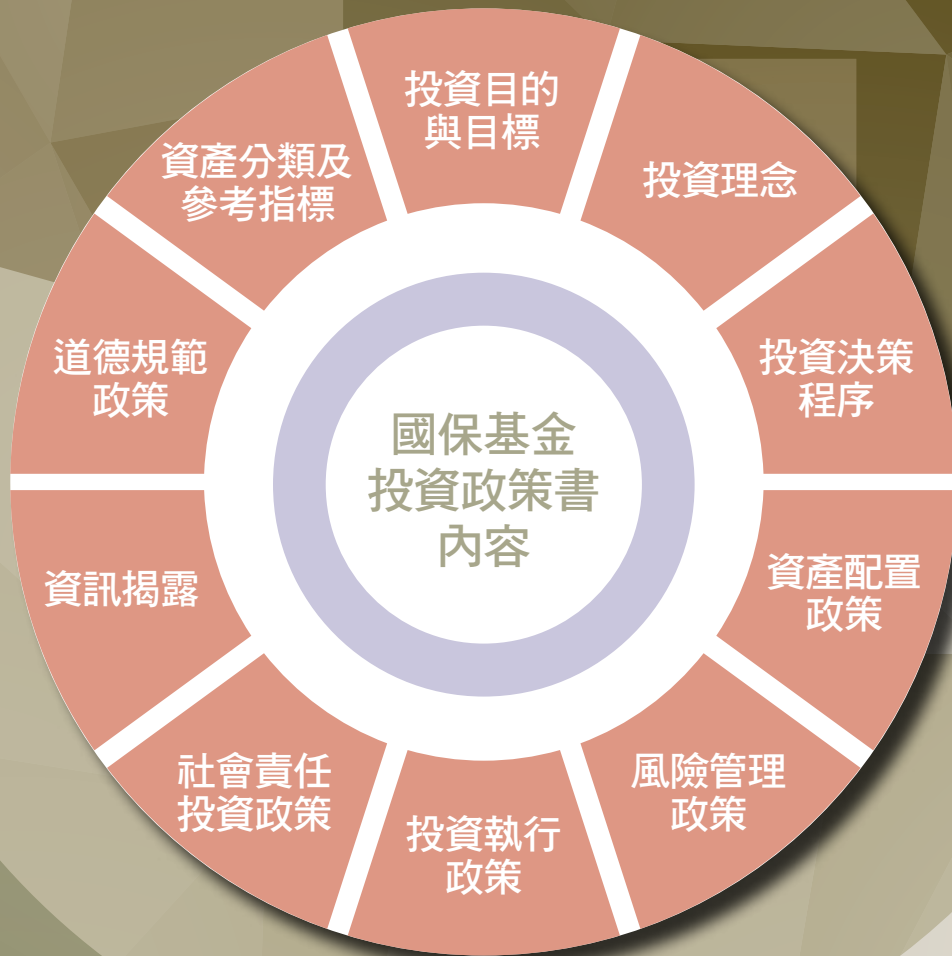 國保基金
投資政策書
內容
投資目的
與目標
投資理念
投資決策
程序
資產配置
政策
風險管理
政策
投資執行
政策
社會責任
投資政策
資訊揭露
道德規範
政策
資產分類及
參考指標